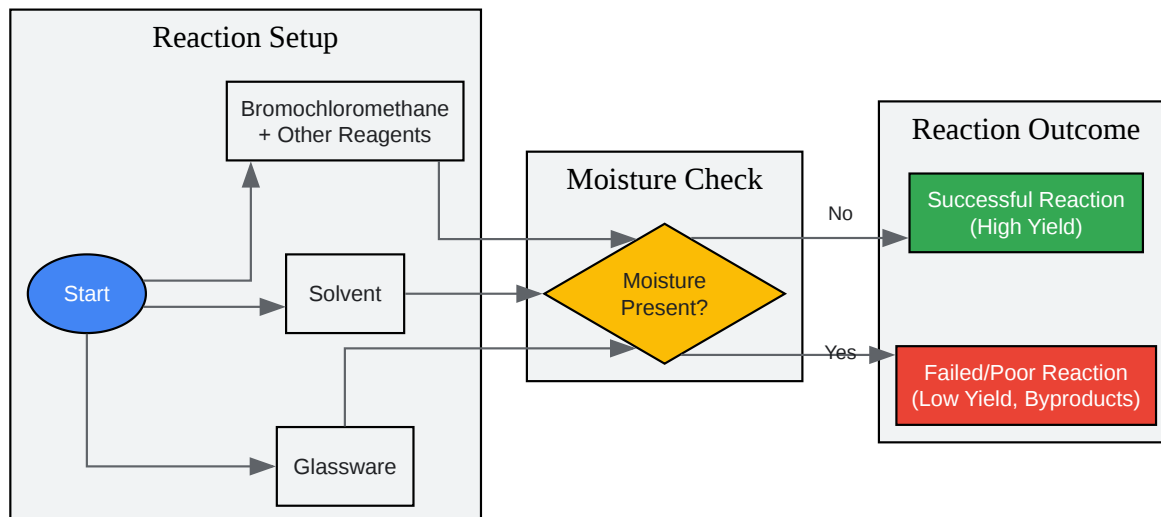 Reaction Setup
Bromochloromethane
+ Other Reagents
Start
Solvent
Glassware
Moisture Check
Moisture
Present?
No
Yes
Reaction Outcome
Successful Reaction
(High Yield)
Failed/Poor Reaction
(Low Yield, Byproducts)